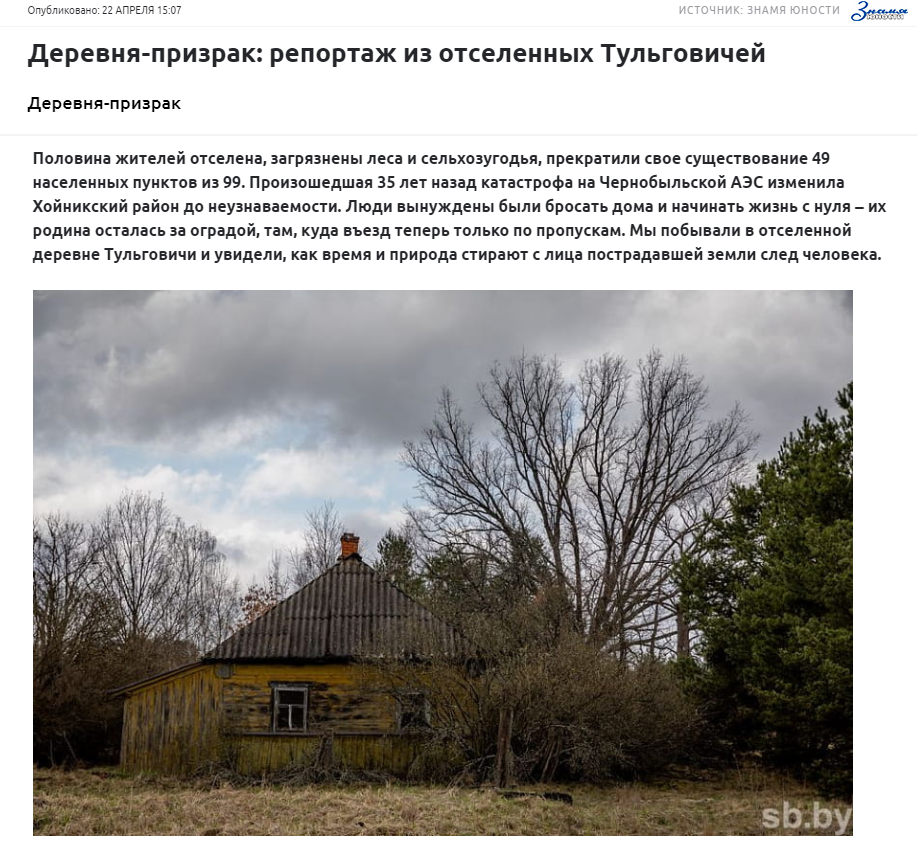 Опубликовано: 22 АПРЕЛЯ 15:07
ИСТОЧНИК: ЗНАМЯ ЮНОСТИ
Знамя
ЮНОСТИ
Деревня-призрак: репортаж из отселенных Тульговичей
Деревня-призрак
Половина жителей отселена, загрязнены леса и сельхозугодья, прекратили свое существование 49
населенных пунктов из 99. Произошедшая 35 лет назад катастрофа на Чернобыльской АЭС изменила
Хойникский район до неузнаваемости. Люди вынуждены были бросать дома и начинать жизнь с нуля – их
родина осталась за оградой, там, куда въезд теперь только по пропускам. Мы побывали в отселенной
деревне Тульговичи и увидели, как время и природа стирают с лица пострадавшей земли след человека.
sb.by